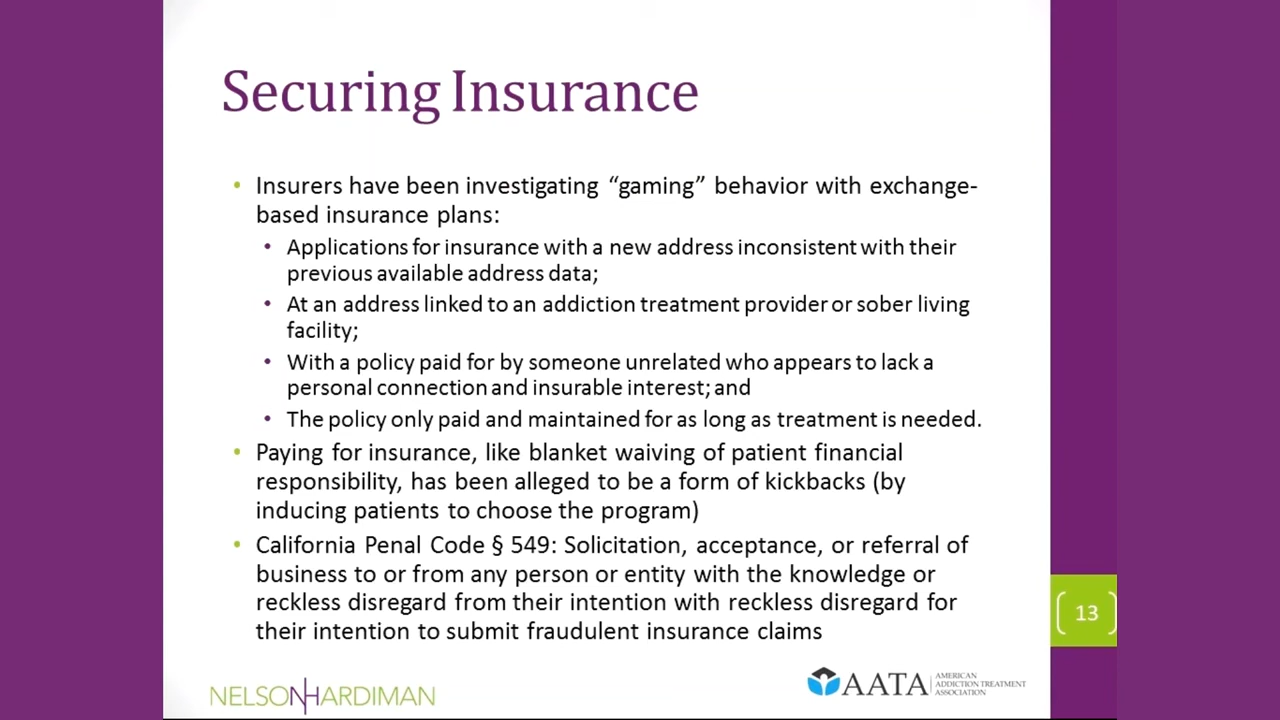 Securing Insurance
• Insurers have been investigating “gaming” behavior with exchange-
based insurance plans:
• Applications for insurance with a new address inconsistent with their
previous available address data;
• At an address linked to an addiction treatment provider or sober living
facility;
• With a policy paid for by someone unrelated who appears to lack a
personal connection and insurable interest; and
• The policy only paid and maintained for as long as treatment is needed.
• Paying for insurance, like blanket waiving of patient financial
responsibility, has been alleged to be a form of kickbacks (by
inducing patients to choose the program)
• California Penal Code § 549: Solicitation, acceptance, or referral of
business to or from any person or entity with the knowledge or
reckless disregard from their intention with reckless disregard for
their intention to submit fraudulent insurance claims
13
NELSONHARDIMAN
AATA
AMERICAN
ADDICTION TREATMENT
ASSOCIATION